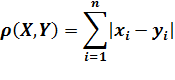 ρ(X,Y) = ∑_{i=1}^{n} |x_i − y_i|